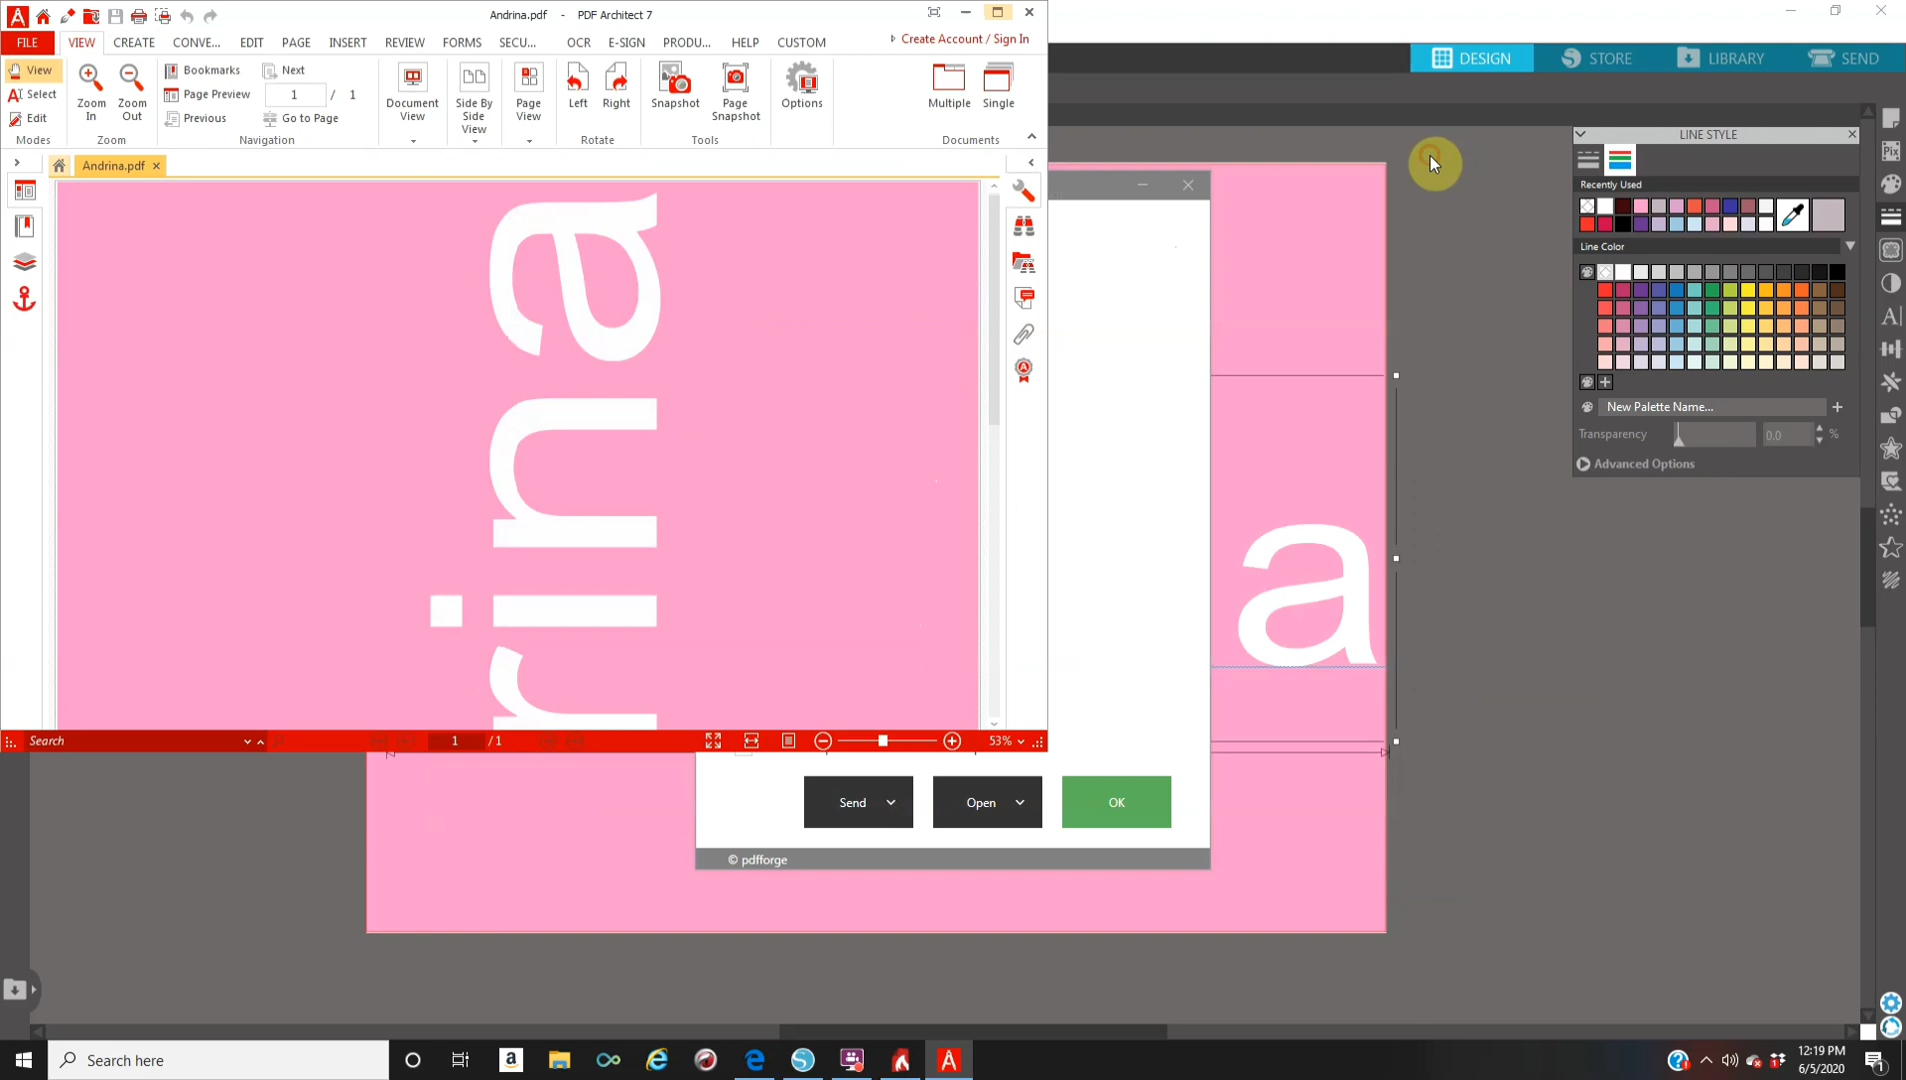 Andrina.pdf - PDF Architect 7
FILE VIEW CREATE CONVE... EDIT PAGE INSERT REVIEW FORMS SECU... OCR E-SIGN PRODU... HELP CUSTOM
Create Account / Sign In
View
Select
Edit
Modes
Zoom In
Zoom Out
Zoom
Bookmarks
Page Preview
Previous
Next
1 / 1
Go to Page
Navigation
Document View
Side By Side View
Page View
Left
Right
Rotate
Snapshot
Page Snapshot
Tools
Options
Multiple
Single
Documents
Andrina.pdf
rina
Search
1 /1
53%
DESIGN
STORE
LIBRARY
SEND
LINE STYLE
Recently Used
Line Color
New Palette Name...
Transparency 0.0 %
Advanced Options
Pix
a
Send
Open
OK
© pdfforge
Search here
12:19 PM
6/5/2020